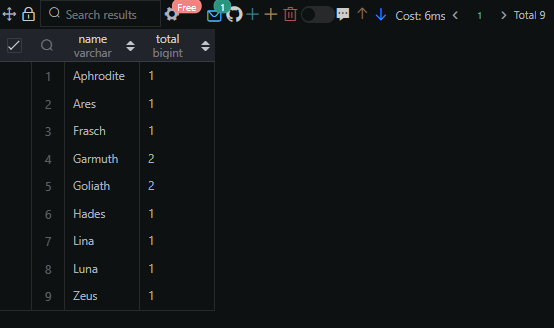 Search results Free 1 Cost: 6ms 1 Total 9
name total
varchar bigint
1 Aphrodite 1
2 Ares 1
3 Frasch 1
4 Garmuth 2
5 Goliath 2
6 Hades 1
7 Lina 1
8 Luna 1
9 Zeus 1